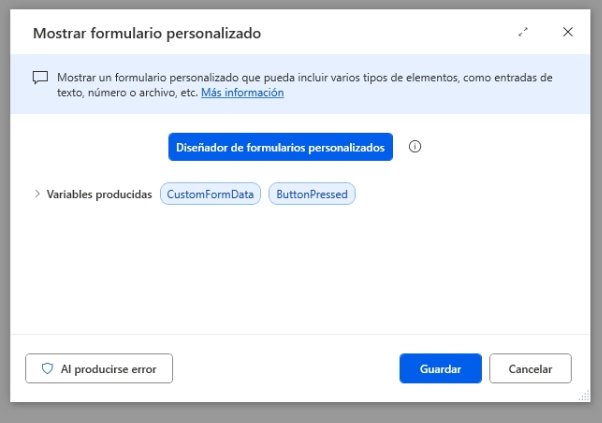 Mostrar formulario personalizado
Mostrar un formulario personalizado que pueda incluir varios tipos de elementos, como entradas de
texto, número o archivo, etc. Más información
Diseñador de formularios personalizados
Variables producidas CustomFormData ButtonPressed
Al producirse error Guardar Cancelar